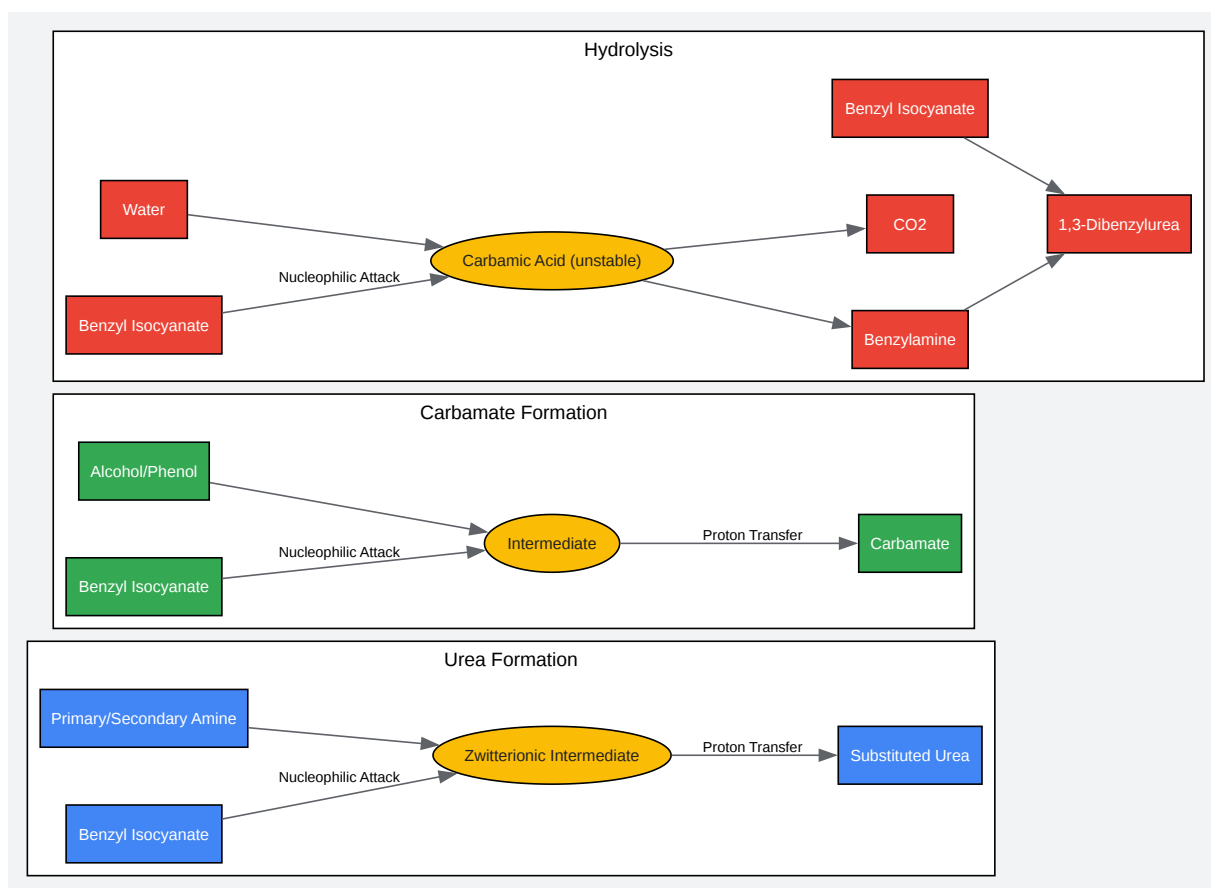 Hydrolysis
Benzyl Isocyanate
Water
CO2
1,3-Dibenzylurea
Carbamic Acid (unstable)
Nucleophilic Attack
Benzyl Isocyanate
Benzylamine
Carbamate Formation
Alcohol/Phenol
Nucleophilic Attack
Intermediate
Proton Transfer
Carbamate
Benzyl Isocyanate
Urea Formation
Primary/Secondary Amine
Zwitterionic Intermediate
Proton Transfer
Substituted Urea
Nucleophilic Attack
Benzyl Isocyanate